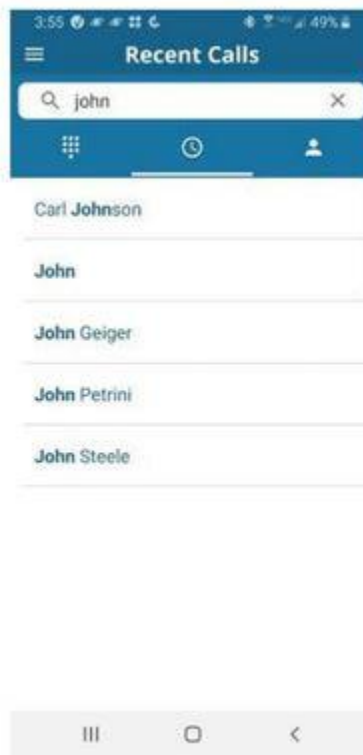 3:55 49%
Recent Calls
john
Carl Johnson
John
John Geiger
John Petrini
John Steele